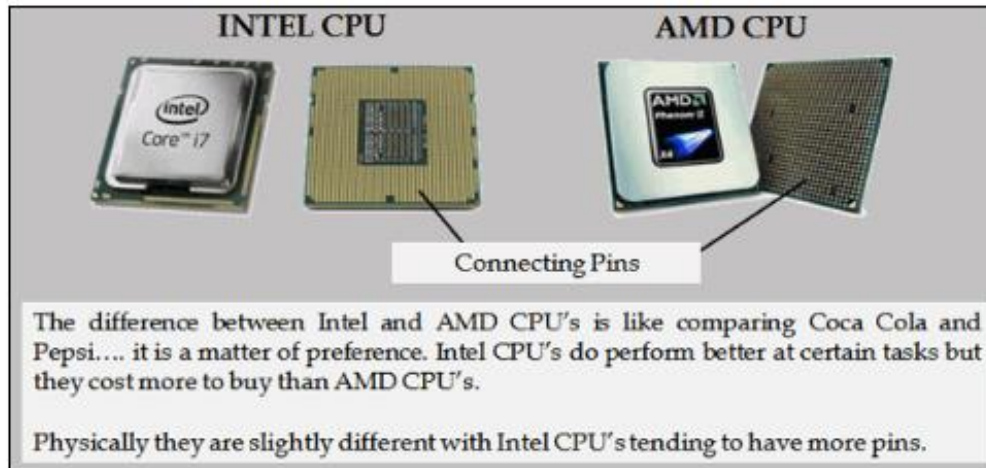 INTEL CPU
AMD CPU
intel
Core™ i7
AMD
Phenom II
X4
Connecting Pins
The difference between Intel and AMD CPU's is like comparing Coca Cola and
Pepsi.... it is a matter of preference. Intel CPU's do perform better at certain tasks but
they cost more to buy than AMD CPU's.
Physically they are slightly different with Intel CPU's tending to have more pins.